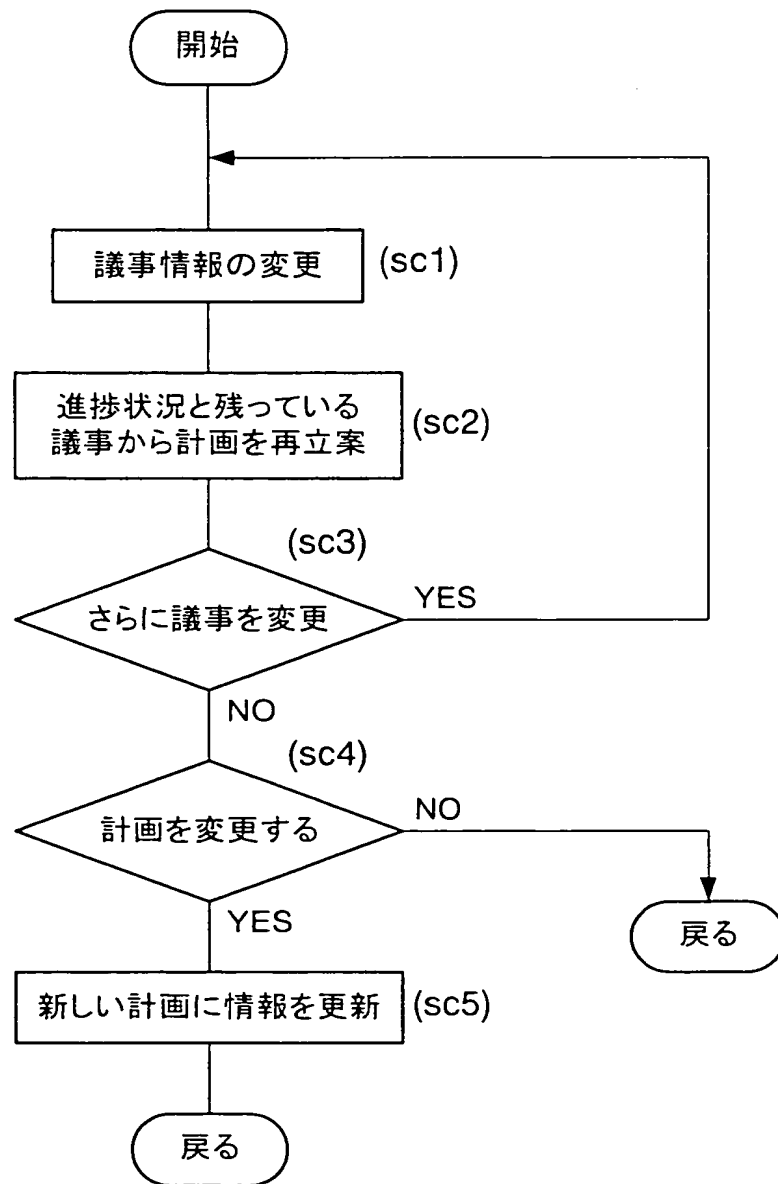 開始
議事情報の変更
(sc1)
進捗状況と残っている
議事から計画を再立案
(sc2)
(sc3)
さらに議事を変更
YES
NO
(sc4)
計画を変更する
NO
YES
戻る
新しい計画に情報を更新
(sc5)
戻る